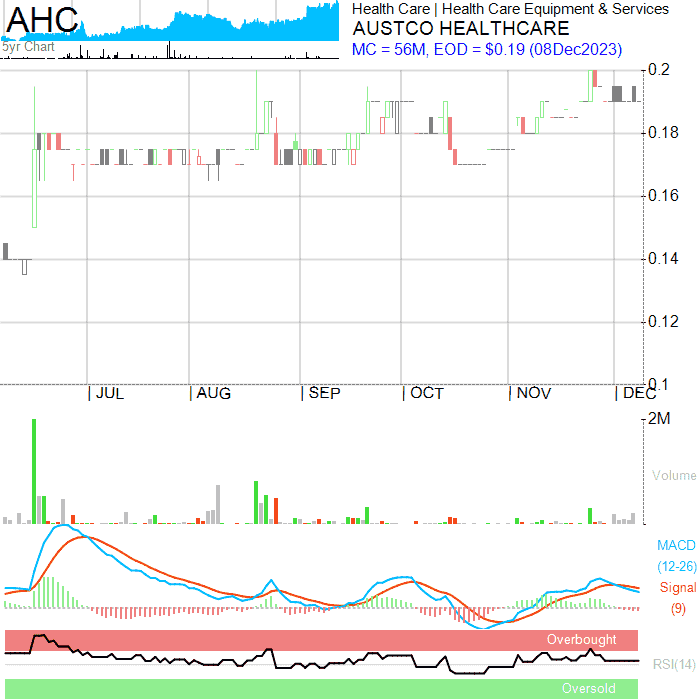 AHC
5yr Chart
Health Care | Health Care Equipment & Services
AUSTCO HEALTHCARE
MC = 56M, EOD = $0.19 (08Dec2023)
0.2
0.18
0.16
0.14
0.12
0.1
| JUL | AUG | SEP | OCT | NOV | DEC
2M
Volume
MACD
(12-26)
Signal
(9)
Overbought
RSI(14)
Oversold